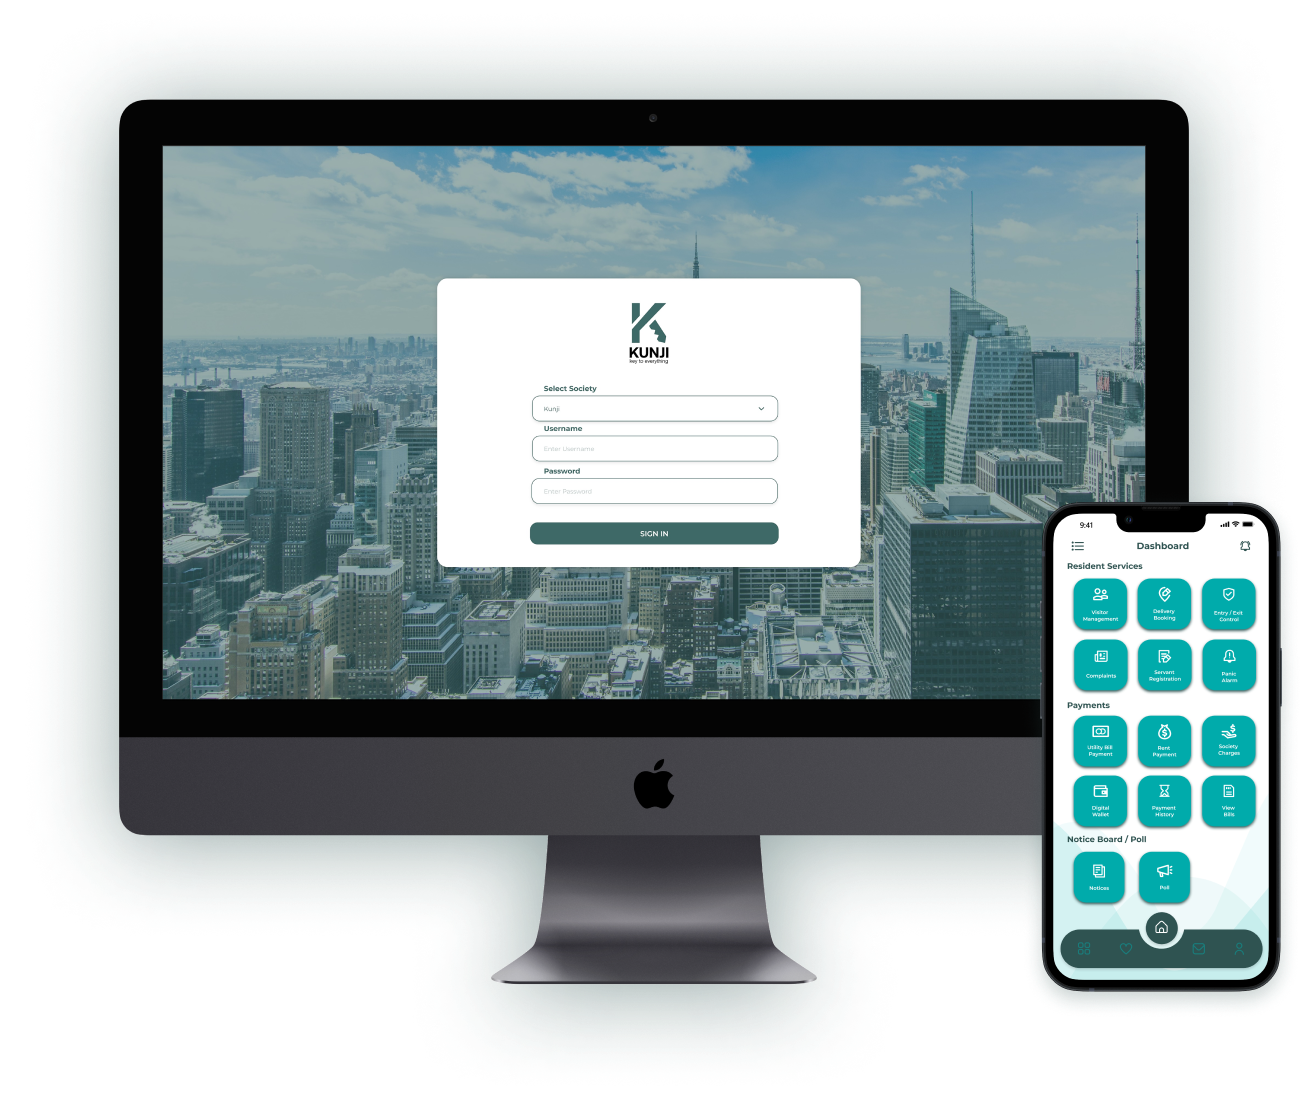 KUNJI
key to everything
Select Society
Kunji
Username
Enter Username
Password
Enter Password
SIGN IN
9:41
Dashboard
Resident Services
Visitor
Management
Delivery
Booking
Entry / Exit
Control
Complaints
Servant
Registration
Panic
Alarm
Payments
Utility Bill
Payment
Rent
Payment
Society
Charges
Digital
Wallet
Payment
History
View
Bills
Notice Board / Poll
Notices
Poll